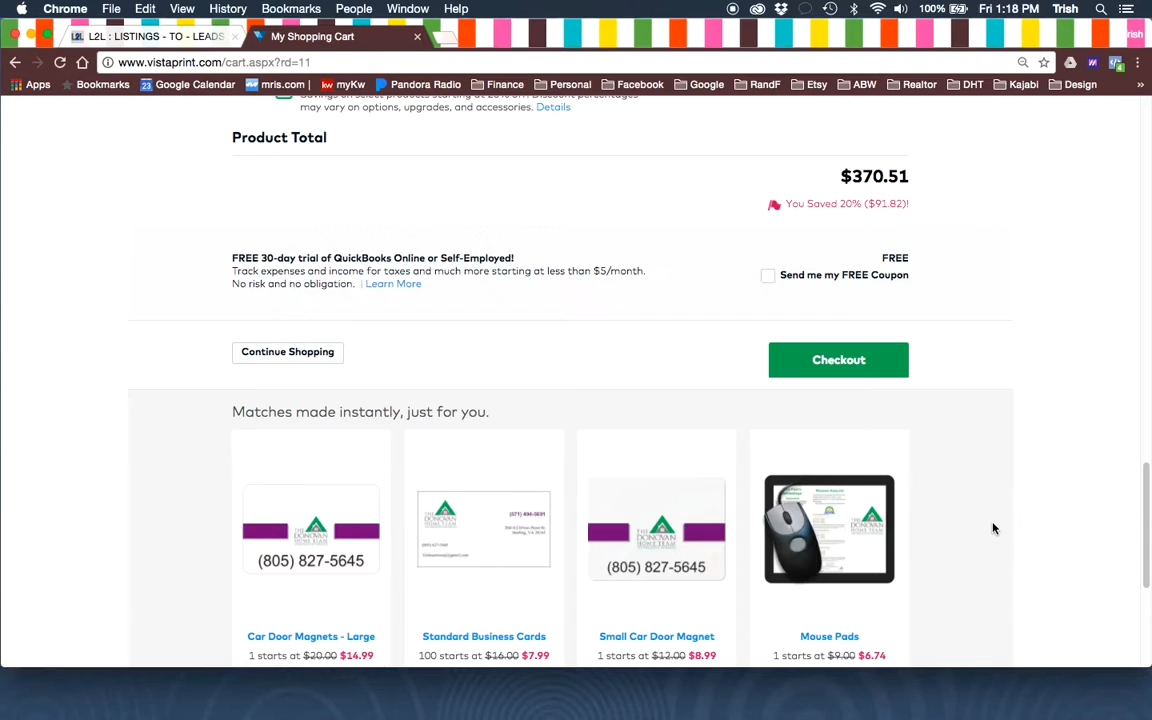 Chrome File Edit View History Bookmarks People Window Help 100% Fri 1:18 PM Trish
L2L : LISTINGS - TO - LEADS My Shopping Cart rish
www.vistaprint.com/cart.aspx?rd=11
Apps Bookmarks 23 Google Calendar mris.com myKw Pandora Radio Finance Personal Facebook Google RandF Etsy ABW Realtor DHT Kajabi Design »
may vary on options, upgrades, and accessories. Details
Product Total
$370.51
You Saved 20% ($91.82)!
FREE 30-day trial of QuickBooks Online or Self-Employed! FREE
Track expenses and income for taxes and much more starting at less than $5/month. Send me my FREE Coupon
No risk and no obligation. | Learn More
Continue Shopping Checkout
Matches made instantly, just for you.
THE DONOVAN HOME TEAM
(805) 827-5645
THE DONOVAN HOME TEAM
THE DONOVAN HOME TEAM
(805) 827-5645
Car Door Magnets - Large Standard Business Cards Small Car Door Magnet Mouse Pads
1 starts at $20.00 $14.99 100 starts at $16.00 $7.99 1 starts at $12.00 $8.99 1 starts at $9.00 $6.74